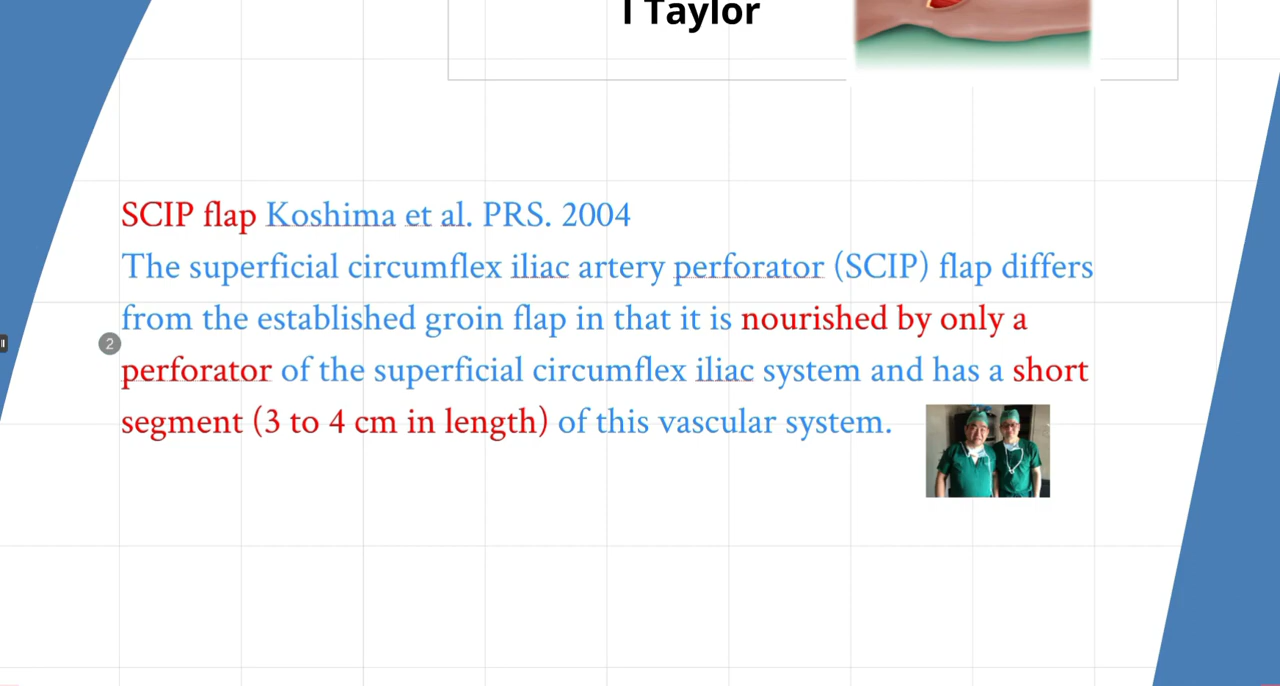 Taylor
SCIP flap Koshima et al. PRS. 2004
The superficial circumflex iliac artery perforator (SCIP) flap differs
from the established groin flap in that it is nourished by only a
2
perforator of the superficial circumflex iliac system and has a short
segment (3 to 4 cm in length) of this vascular system.